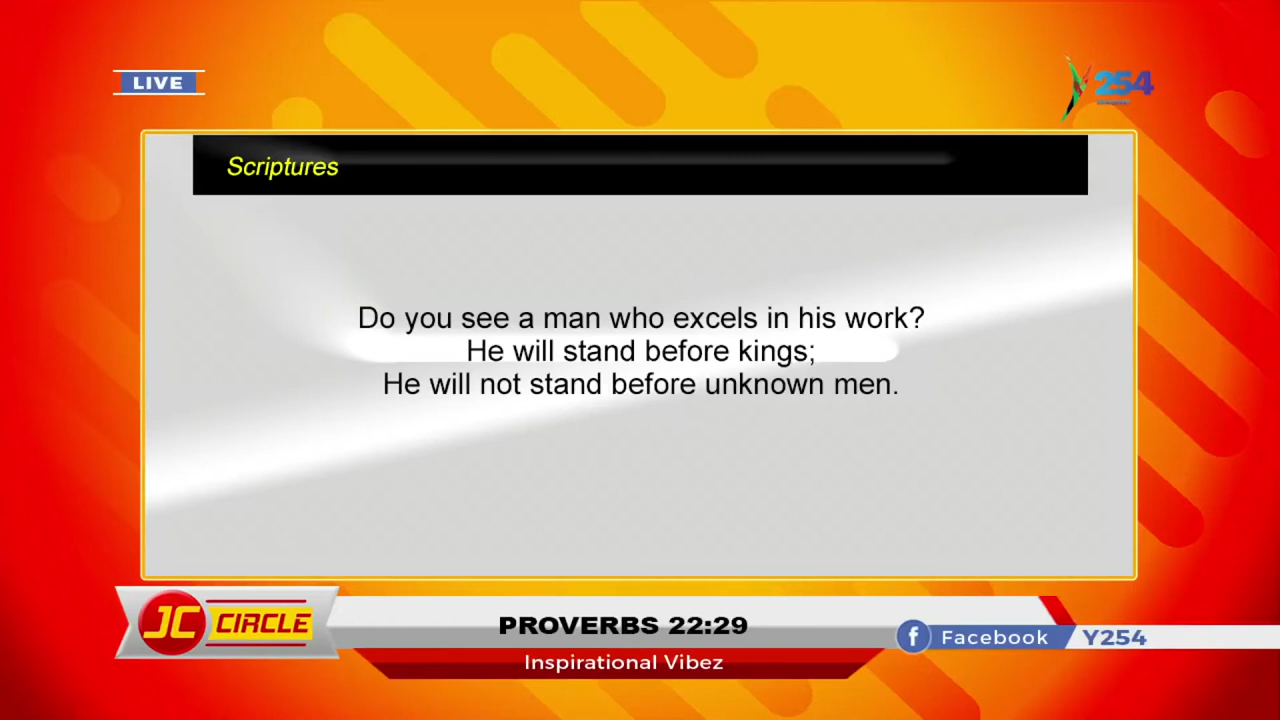 LIVE
254
Scriptures
Do you see a man who excels in his work?
He will stand before kings;
He will not stand before unknown men.
JC CIRCLE
PROVERBS 22:29
Inspirational Vibez
f Facebook Y254